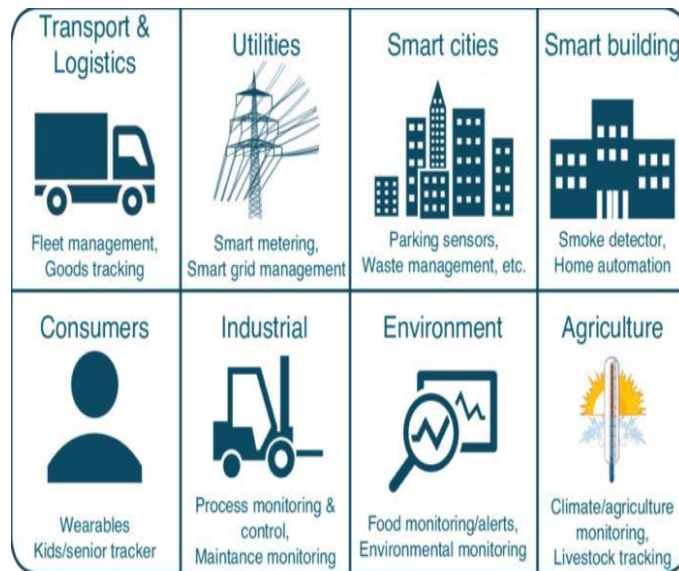 Transport &
Logistics
Fleet management,
Goods tracking
Utilities
Smart metering,
Smart grid management
Smart cities
Parking sensors,
Waste management, etc.
Smart building
Smoke detector,
Home automation
Consumers
Wearables
Kids/senior tracker
Industrial
Process monitoring &
control,
Maintance monitoring
Environment
Food monitoring/alerts,
Environmental monitoring
Agriculture
Climate/agriculture
monitoring,
Livestock tracking